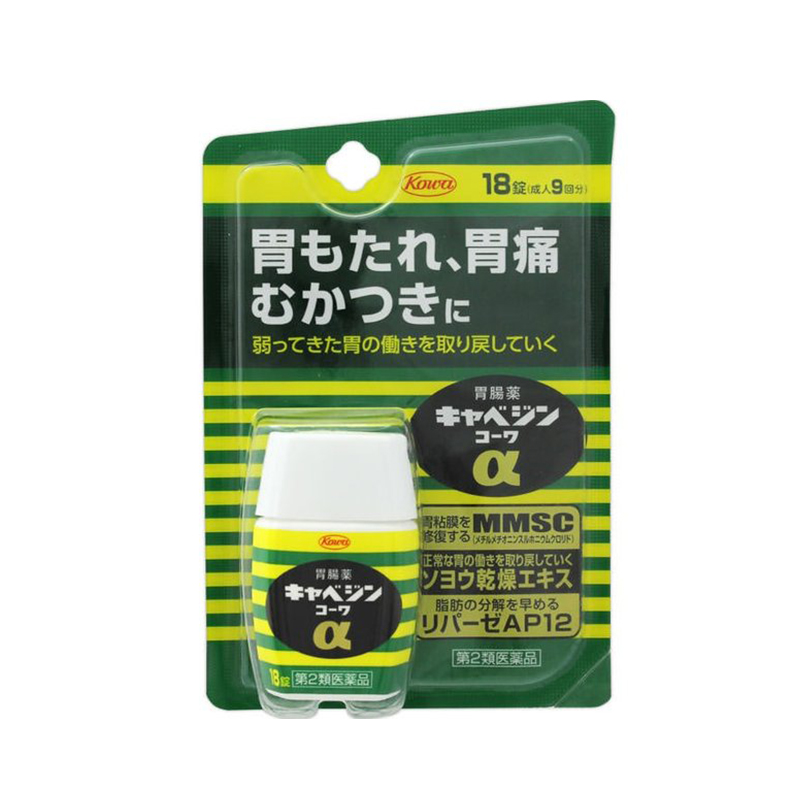 Kowa
18錠(成人9回分)
胃もたれ、胃痛
むかつきに
弱ってきた胃の働きを取り戻していく
胃腸薬
キャベジン
コーワ
α
胃粘膜を
修復する
MMSC
(メチルメチオニンスルホニウムクロリド)
正常な胃の働きを取り戻していく
ソヨウ乾燥エキス
脂肪の分解を早める
リパーゼAP12
第2類医薬品
Kowa
胃腸薬
キャベジン
コーワ
α
18錠 第2類医薬品